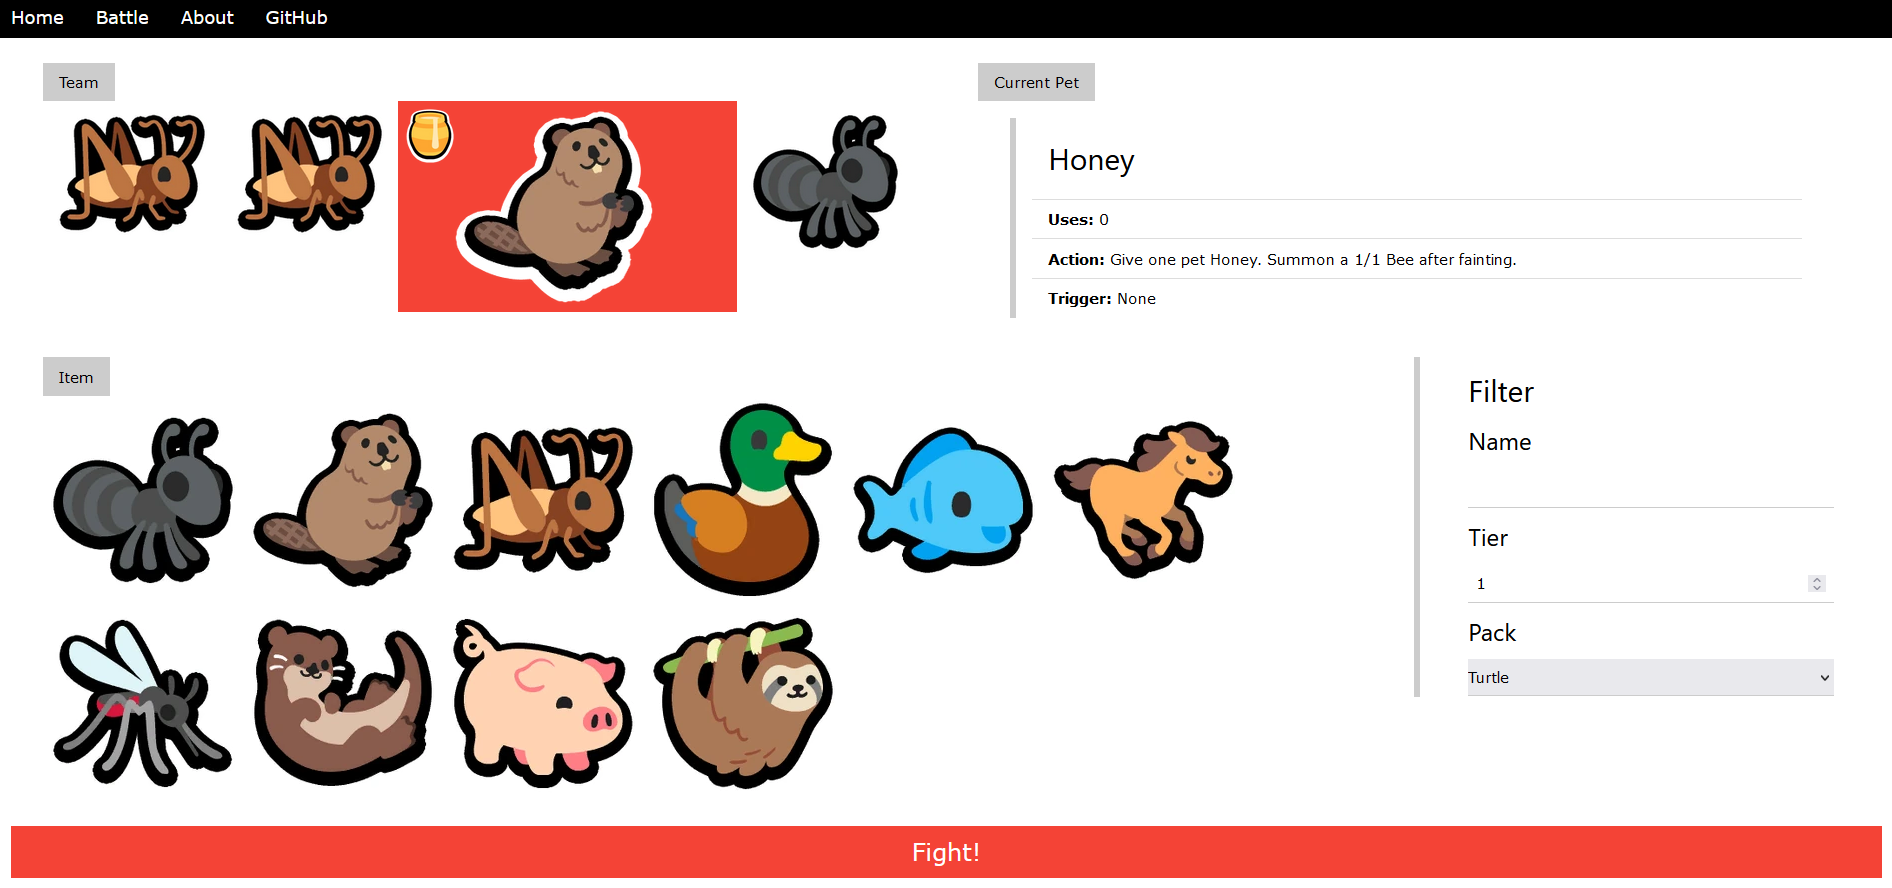 Home Battle About GitHub
Team
Current Pet
Honey
Uses: 0
Action: Give one pet Honey. Summon a 1/1 Bee after fainting.
Trigger: None
Item
Filter
Name
Tier
1
Pack
Turtle
Fight!